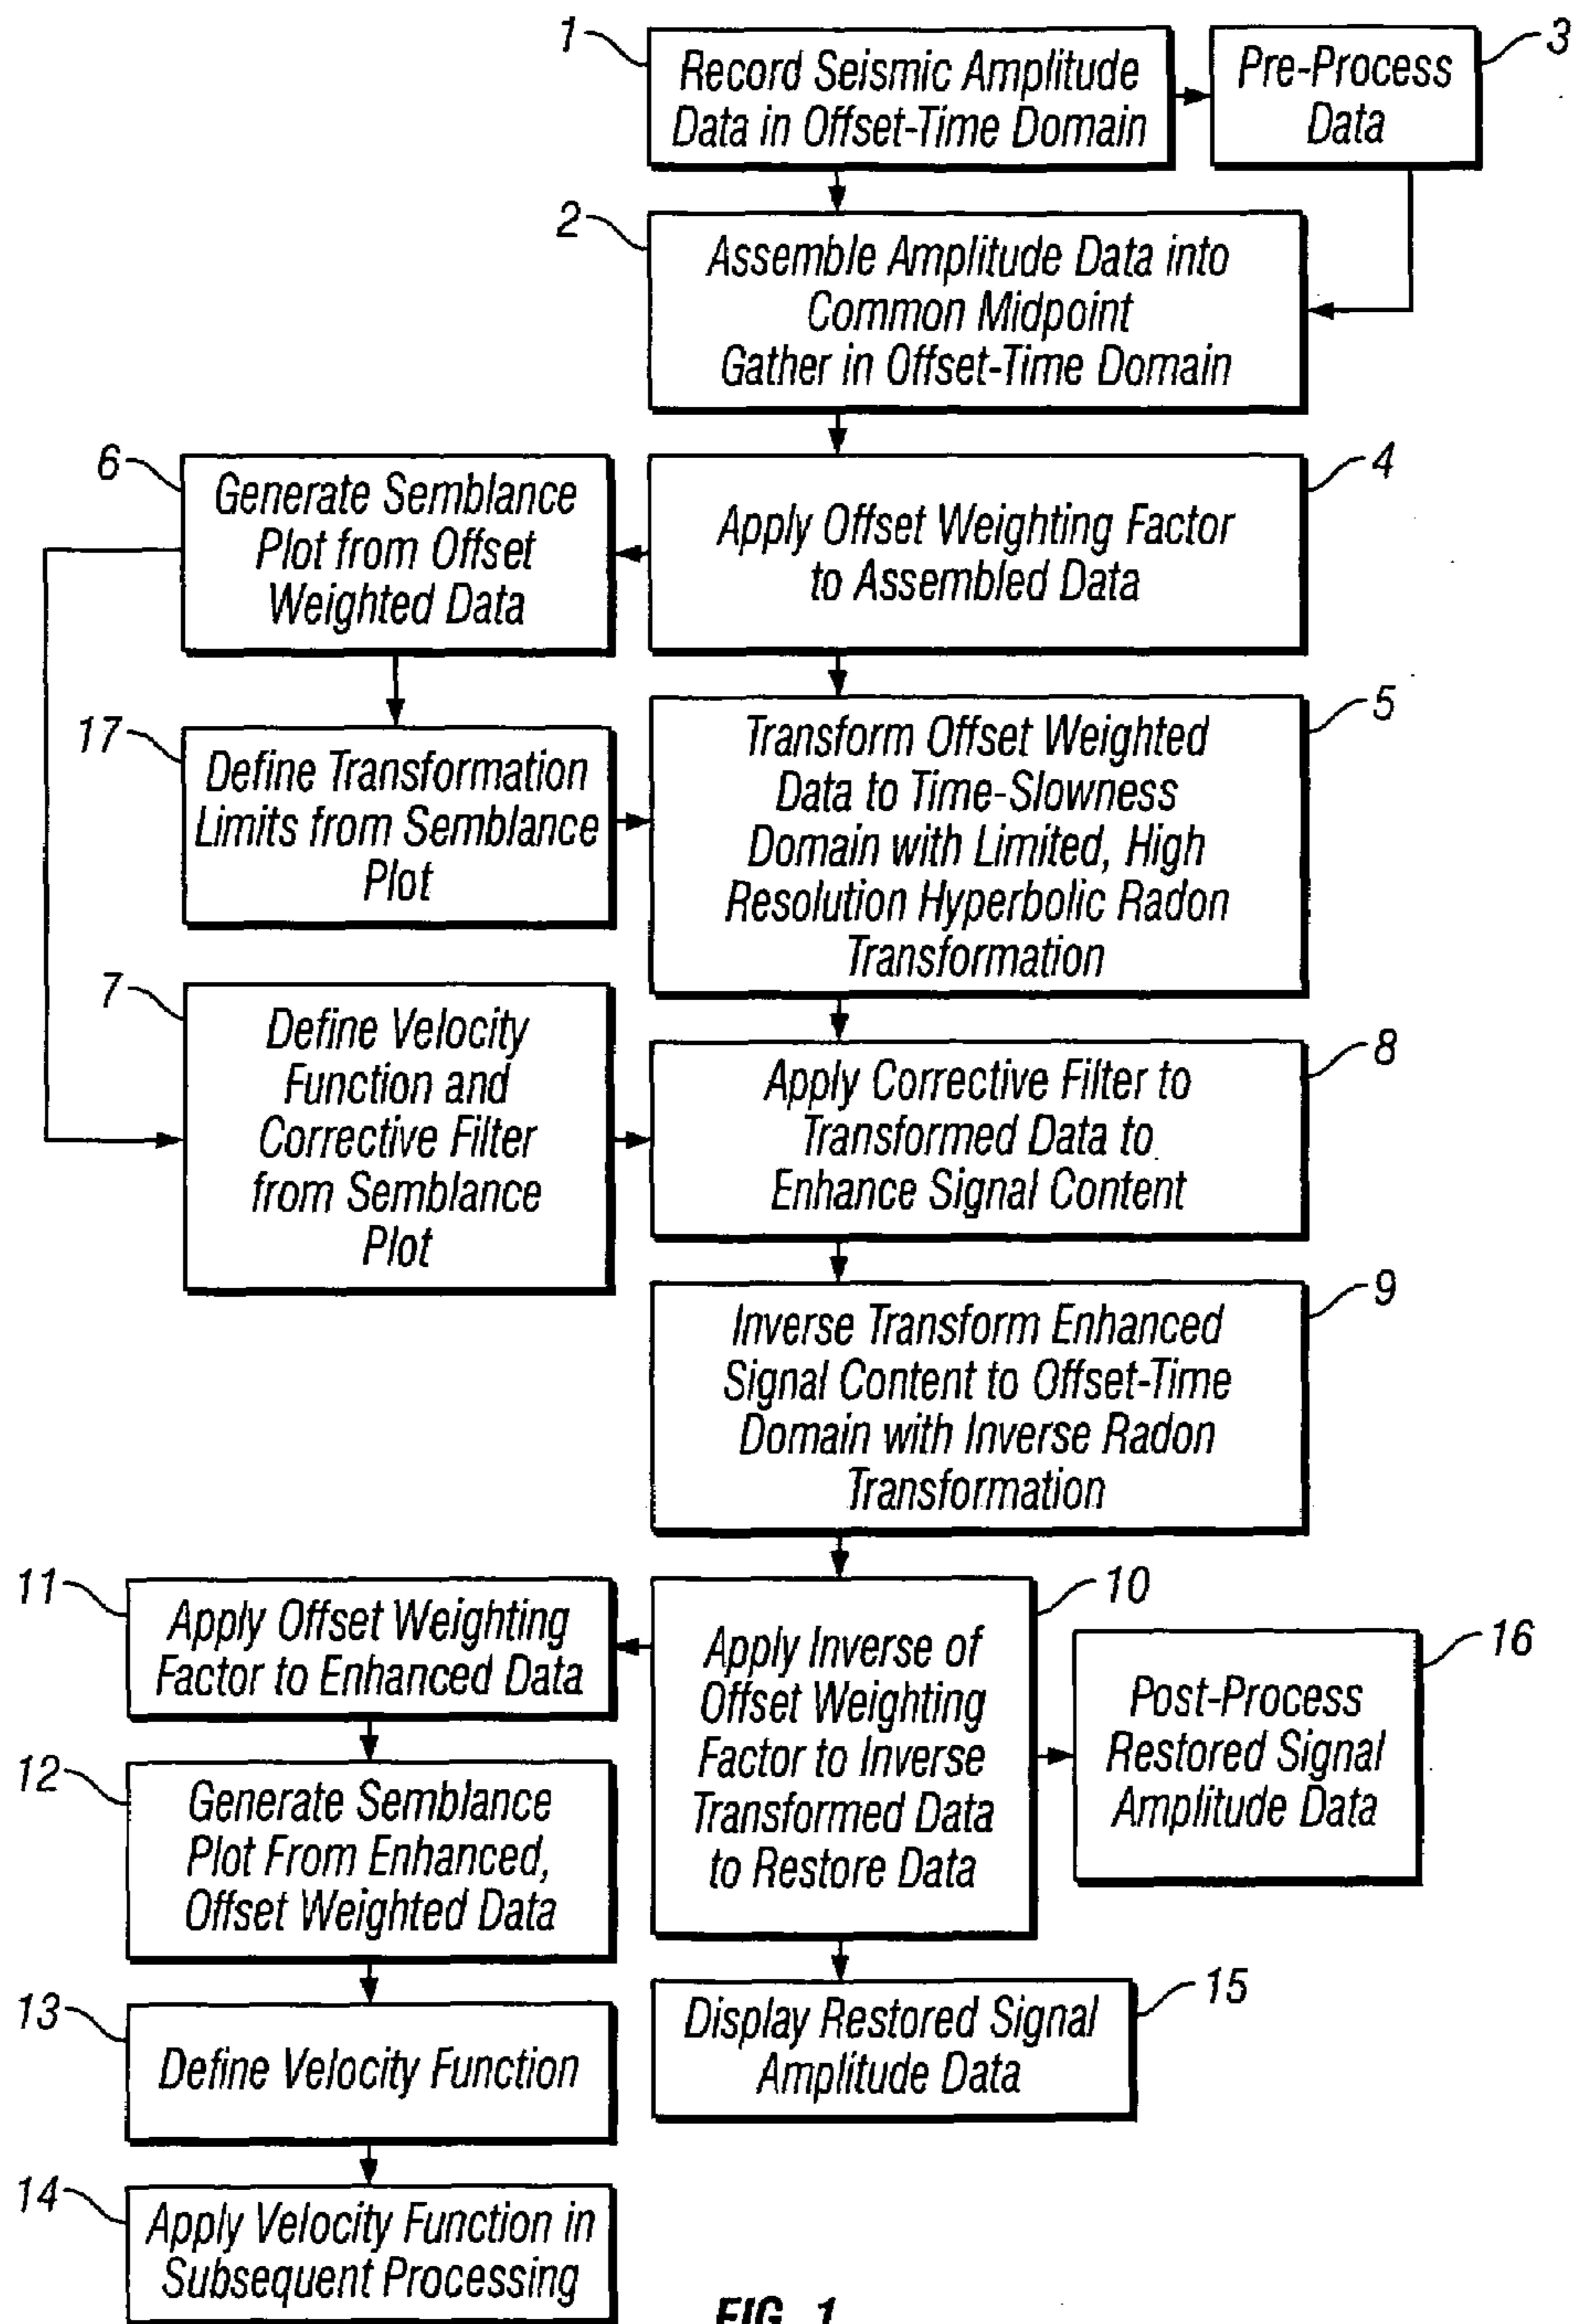 1
Record Seismic Amplitude
Data in Offset-Time Domain
3
Pre-Process
Data
2
Assemble Amplitude Data into
Common Midpoint
Gather in Offset-Time Domain
6
Generate Semblance
Plot from Offset
Weighted Data
4
Apply Offset Weighting Factor
to Assembled Data
17
Define Transformation
Limits from Semblance
Plot
5
Transform Offset Weighted
Data to Time-Slowness
Domain with Limited, High
Resolution Hyperbolic Radon
Transformation
7
Define Velocity
Function and
Corrective Filter
from Semblance
Plot
8
Apply Corrective Filter to
Transformed Data to
Enhance Signal Content
9
Inverse Transform Enhanced
Signal Content to Offset-Time
Domain with Inverse Radon
Transformation
11
Apply Offset Weighting
Factor to Enhanced Data
10
Apply Inverse of
Offset Weighting
Factor to Inverse
Transformed Data
to Restore Data
16
Post-Process
Restored Signal
Amplitude Data
12
Generate Semblance
Plot From Enhanced,
Offset Weighted Data
13
Define Velocity Function
15
Display Restored Signal
Amplitude Data
14
Apply Velocity Function in
Subsequent Processing
FIG. 1